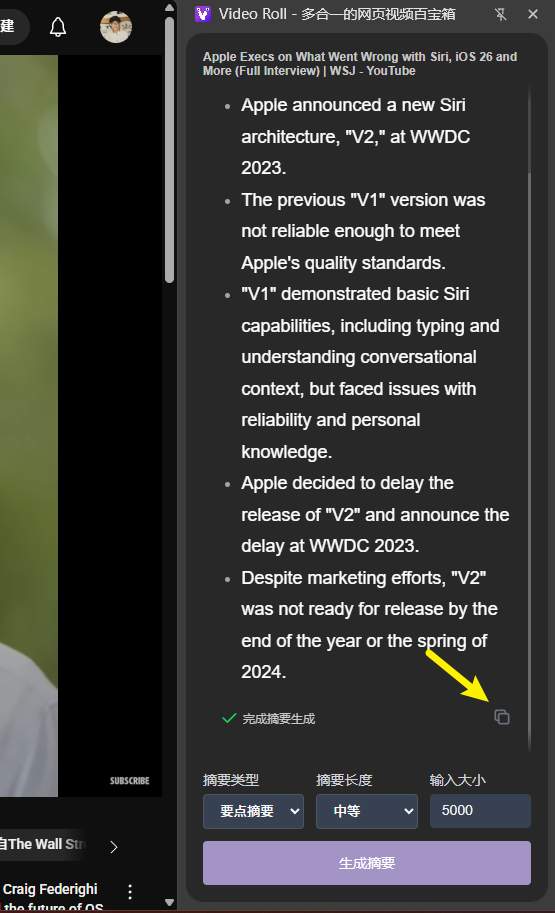 建
Video Roll - 多合一的网页视频百宝箱
Apple Execs on What Went Wrong with Siri, iOS 26 and
More (Full Interview) | WSJ - YouTube
Apple announced a new Siri
architecture, "V2," at WWDC
2023.
The previous "V1" version was
not reliable enough to meet
Apple's quality standards.
"V1" demonstrated basic Siri
capabilities, including typing and
understanding conversational
context, but faced issues with
reliability and personal
knowledge.
Apple decided to delay the
release of "V2" and announce the
delay at WWDC 2023.
Despite marketing efforts, "V2"
was not ready for release by the
end of the year or the spring of
2024.
完成摘要生成
SUBSCRIBE
摘要类型
摘要长度
输入大小
要点摘要
中等
5000
生成摘要
自The Wall Str
Craig Federighi
the future of OS